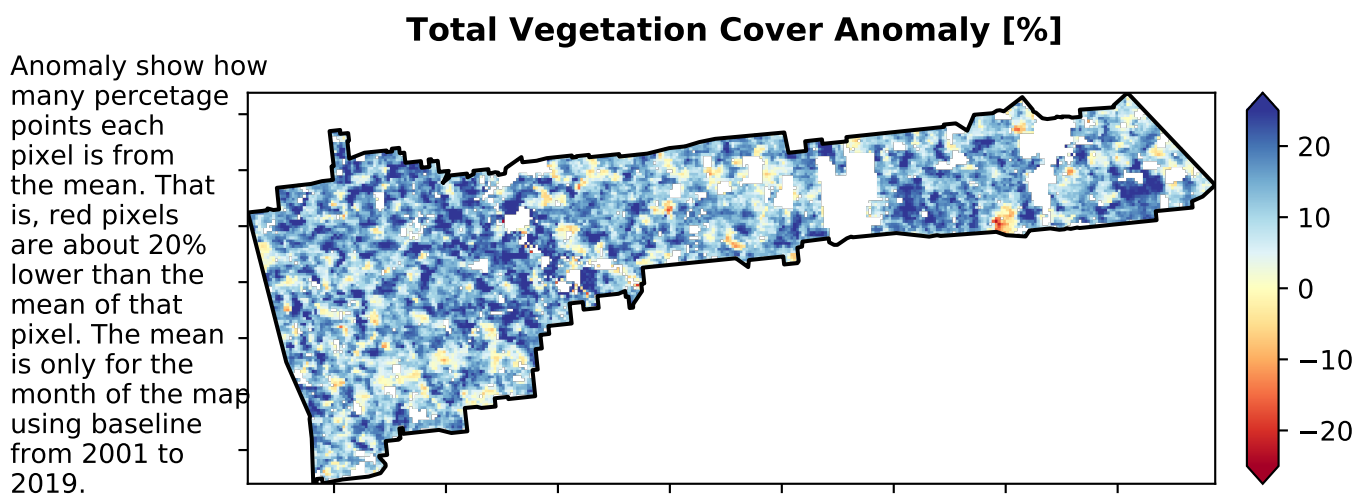 Total Vegetation Cover Anomaly [%]
Anomaly show how
many percetage
points each
pixel is from
the mean. That
is, red pixels
are about 20%
lower than the
mean of that
pixel. The mean
is only for the
month of the map
using baseline
from 2001 to
2019.
20
10
0
−10
−20